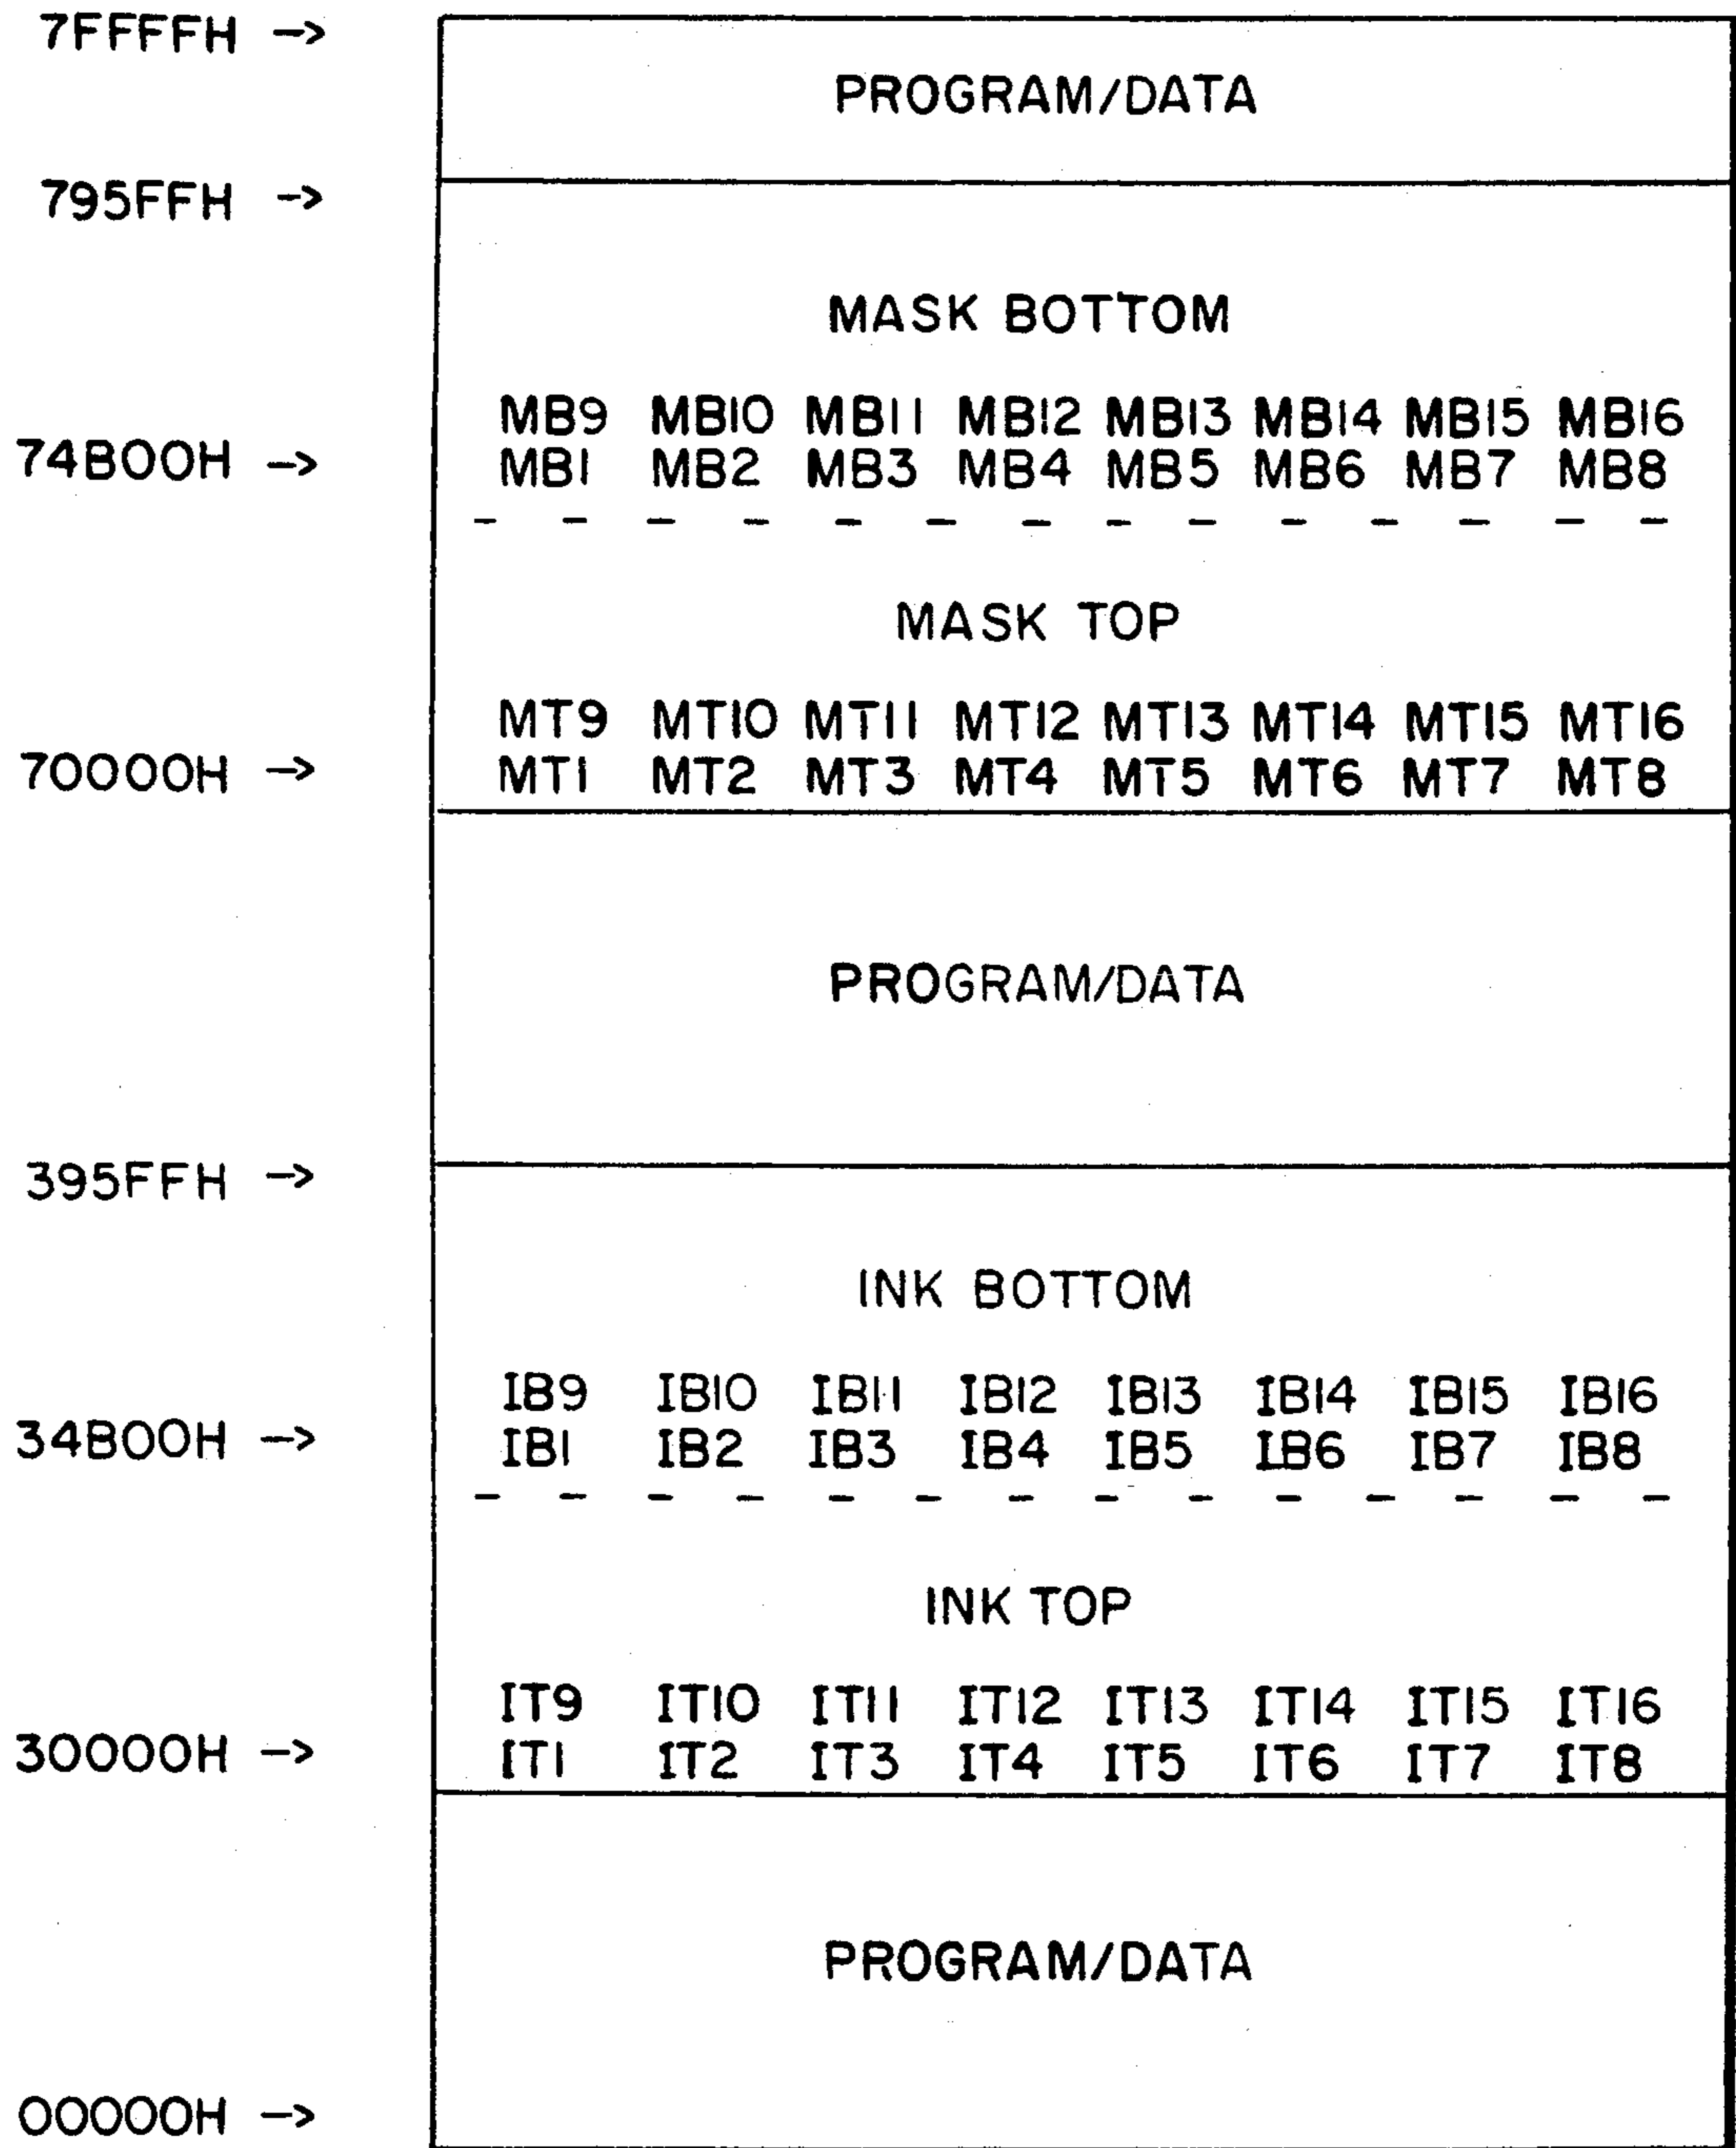 7FFFFH ->
PROGRAM/DATA
795FFH ->
MASK BOTTOM
MB9 MB10 MB11 MB12 MB13 MB14 MB15 MB16
74B00H -> MB1 MB2 MB3 MB4 MB5 MB6 MB7 MB8
MASK TOP
MT9 MT10 MT11 MT12 MT13 MT14 MT15 MT16
70000H -> MT1 MT2 MT3 MT4 MT5 MT6 MT7 MT8
PROGRAM/DATA
395FFH ->
INK BOTTOM
IB9 IB10 IB11 IB12 IB13 IB14 IB15 IB16
34B00H -> IB1 IB2 IB3 IB4 IB5 IB6 IB7 IB8
INK TOP
IT9 IT10 IT11 IT12 IT13 IT14 IT15 IT16
30000H -> IT1 IT2 IT3 IT4 IT5 IT6 IT7 IT8
PROGRAM/DATA
00000H ->